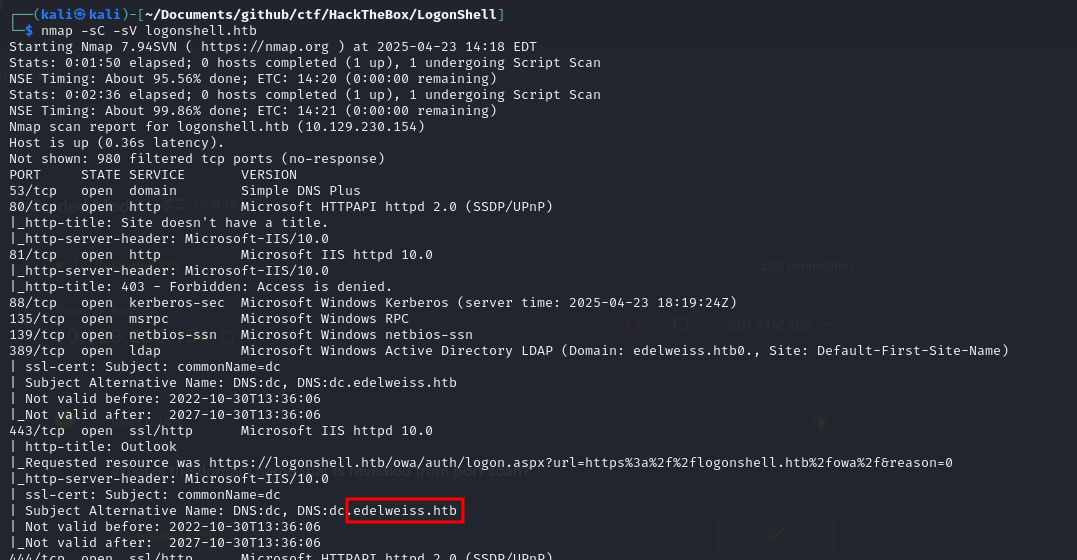 ┌──(kali㉿kali)-[~/Documents/github/ctf/HackTheBox/LogonShell]
└─$ nmap -sC -sV logonshell.htb
Starting Nmap 7.94SVN ( https://nmap.org ) at 2025-04-23 14:18 EDT
Stats: 0:01:50 elapsed; 0 hosts completed (1 up), 1 undergoing Script Scan
NSE Timing: About 95.56% done; ETC: 14:20 (0:00:00 remaining)
Stats: 0:02:36 elapsed; 0 hosts completed (1 up), 1 undergoing Script Scan
NSE Timing: About 99.86% done; ETC: 14:21 (0:00:00 remaining)
Nmap scan report for logonshell.htb (10.129.230.154)
Host is up (0.36s latency).
Not shown: 980 filtered tcp ports (no-response)
PORT STATE SERVICE VERSION
53/tcp open domain Simple DNS Plus
80/tcp open http Microsoft HTTPAPI httpd 2.0 (SSDP/UPnP)
|_http-title: Site doesn't have a title.
|_http-server-header: Microsoft-IIS/10.0
81/tcp open http Microsoft IIS httpd 10.0
|_http-server-header: Microsoft-IIS/10.0
|_http-title: 403 - Forbidden: Access is denied.
Edit connection
88/tcp open kerberos-sec Microsoft Windows Kerberos (server time: 2025-04-23 18:19:24Z)
135/tcp open msrpc Microsoft Windows RPC
139/tcp open netbios-ssn Microsoft Windows netbios-ssn
389/tcp open ldap Microsoft Windows Active Directory LDAP (Domain: edelweiss.htb0., Site: Default-First-Site-Name)
| ssl-cert: Subject: commonName=dc
| Subject Alternative Name: DNS:dc, DNS:dc.edelweiss.htb
| Not valid before: 2022-10-30T13:36:06
|_Not valid after: 2027-10-30T13:36:06
443/tcp open ssl/http Microsoft IIS httpd 10.0
| http-title: Outlook
|_Requested resource was https://logonshell.htb/owa/auth/logon.aspx?url=https%3a%2f%2flogonshell.htb%2fowa%2f&reason=0
|_http-server-header: Microsoft-IIS/10.0
| ssl-cert: Subject: commonName=dc
| Subject Alternative Name: DNS:dc, DNS:dc.edelweiss.htb
| Not valid before: 2022-10-30T13:36:06
|_Not valid after: 2027-10-30T13:36:06
444/tcp open ssl/http Microsoft HTTPAPI httpd 2.0 (SSDP/UPnP)